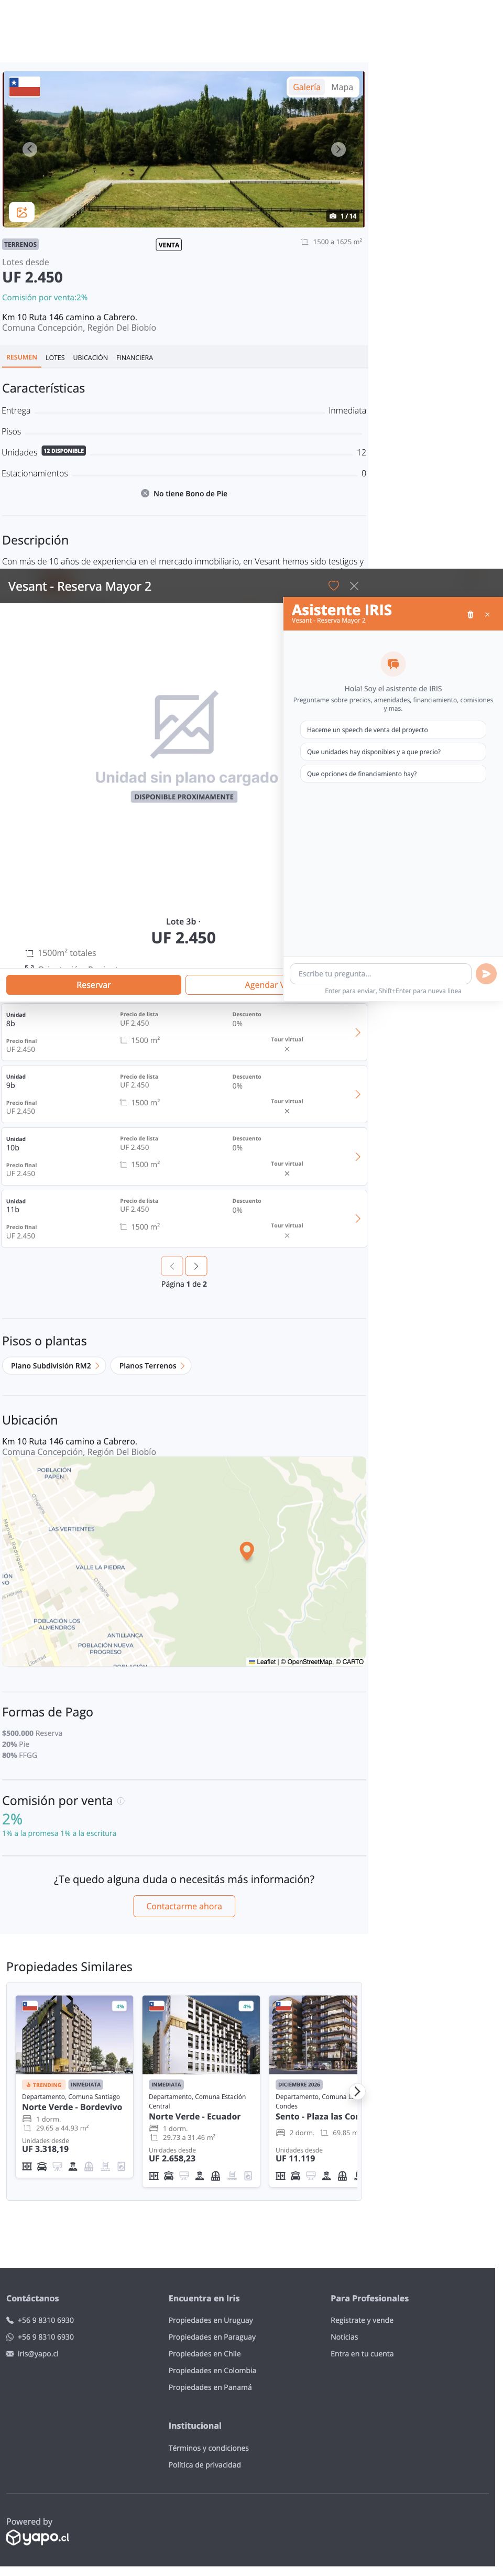 Galería Mapa
1 / 14
TERRENOS
VENTA
1500 a 1625 m²
Lotes desde
UF 2.450
Comisión por venta:2%
Km 10 Ruta 146 camino a Cabrero.
Comuna Concepción, Región Del Biobío
RESUMEN LOTES UBICACIÓN FINANCIERA
Características
Entrega Inmediata
Pisos
Unidades 12 DISPONIBLE 12
Estacionamientos 0
No tiene Bono de Pie
Descripción
Con más de 10 años de experiencia en el mercado inmobiliario, en Vesant hemos sido testigos y
Vesant - Reserva Mayor 2
Unidad sin plano cargado
DISPONIBLE PROXIMAMENTE
Lote 3b ·
UF 2.450
1500m² totales
Reservar
Agendar V
Asistente IRIS
Vesant - Reserva Mayor 2
Hola! Soy el asistente de IRIS
Preguntame sobre precios, amenidades, financiamiento, comisiones
y mas.
Haceme un speech de venta del proyecto
Que unidades hay disponibles y a que precio?
Que opciones de financiamiento hay?
Escribe tu pregunta...
Enter para enviar, Shift+Enter para nueva linea
Unidad Precio de lista Descuento
8b UF 2.450 0%
Precio final 1500 m² Tour virtual
UF 2.450
Unidad Precio de lista Descuento
9b UF 2.450 0%
Precio final 1500 m² Tour virtual
UF 2.450
Unidad Precio de lista Descuento
10b UF 2.450 0%
Precio final 1500 m² Tour virtual
UF 2.450
Unidad Precio de lista Descuento
11b UF 2.450 0%
Precio final 1500 m² Tour virtual
UF 2.450
Página 1 de 2
Pisos o plantas
Plano Subdivisión RM2
Planos Terrenos
Ubicación
Km 10 Ruta 146 camino a Cabrero.
Comuna Concepción, Región Del Biobío
POBLACIÓN
PAPEN
LAS VERTIENTES
Manuel Rodríguez
VALLE LA PIEDRA
IÓN
NO
POBLACIÓN LOS
ALMENDROS
ANTILLANCA
POBLACIÓN NUEVA
PROGRESO
POBLACIÓN
Leaflet | © OpenStreetMap, © CARTO
Formas de Pago
$500.000 Reserva
20% Pie
80% FFGG
Comisión por venta
2%
1% a la promesa 1% a la escritura
¿Te quedo alguna duda o necesitás más información?
Contactarme ahora
Propiedades Similares
4%
TRENDING INMEDIATA
Departamento, Comuna Santiago
Norte Verde - Bordevivo
1 dorm.
29.65 a 44.93 m²
Unidades desde
UF 3.318,19
4%
INMEDIATA
Departamento, Comuna Estación
Central
Norte Verde - Ecuador
1 dorm.
29.73 a 31.46 m²
Unidades desde
UF 2.658,23
DICIEMBRE 2026
Departamento, Comuna L
Condes
Sento - Plaza las Con
2 dorm. 69.85 m
Unidades desde
UF 11.119
Contáctanos
+56 9 8310 6930
+56 9 8310 6930
iris@yapo.cl
Encuentra en Iris
Propiedades en Uruguay
Propiedades en Paraguay
Propiedades en Chile
Propiedades en Colombia
Propiedades en Panamá
Para Profesionales
Registrate y vende
Noticias
Entra en tu cuenta
Institucional
Términos y condiciones
Política de privacidad
Powered by
yapo.cl